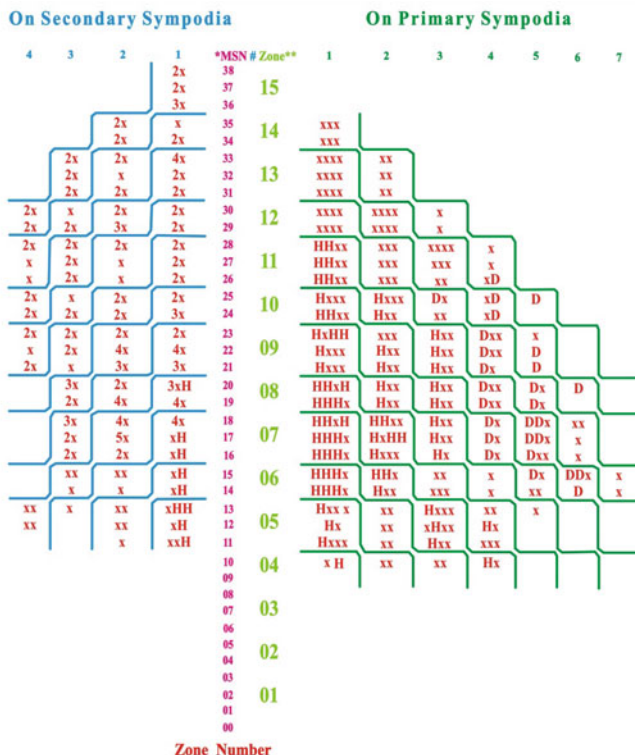 On Secondary Sympodia On Primary Sympodia
4 3 2 1 *MSN # Zone** 1 2 3 4 5 6 7
2x 38
2x 37 15
3x 36
2x x 35 14 xxx
2x 2x 34 xxx
2x 2x 4x 33 xxxx xx
2x x 2x 32 13 xxxx xx
2x 2x 2x 31 xxxx xx
2x x 2x 2x 30 12 xxxx xxxx x
2x 2x 3x 2x 29 xxxx xxxx x
2x 2x 2x 2x 28 HHxx xxx xxxx x
x 2x x 2x 27 11 HHxx xxx xxx x
x 2x x 2x 26 HHxx xxx xx xD
2x x 2x 2x 25 10 Hxxx Hxxx Dx xD D
2x 2x 2x 3x 24 HHxx Hxx xx xD
2x 2x 2x 2x 23 HxHH xxx Hxx Dxx x
x 2x 4x 4x 22 09 Hxxx Hxx Hxx Dxx D
2x x 3x 3x 21 Hxxx Hxx Hxx Dx D
3x 2x 3xH 20 08 HHxH Hxx Hxx Dxx Dx D
2x 4x 4x 19 HHHx Hxx Hxx Dxx Dx
3x 4x 4x 18 HHxH HHxx Hxx Dx DDx xx
2x 5x xH 17 07 HHHx HxHH Hxx Dx DDx x
2x 2x xH 16 HHHx Hxxx Hx Dx Dxx x
xx xx xH 15 06 HHHx HHx xx x Dx DDx x
x x xH 14 HHHx Hxx xxx x xx D x
xx x xx xHH 13 Hxx x xx Hxx xx x
xx xx xH 12 05 Hx xx xHxx Hx
x xxH 11 Hxxx xx Hxx xxx
10 04 x H xx xx Hx
09
08
07 03
06
05 02
04
03
02 01
01
00
Zone Number